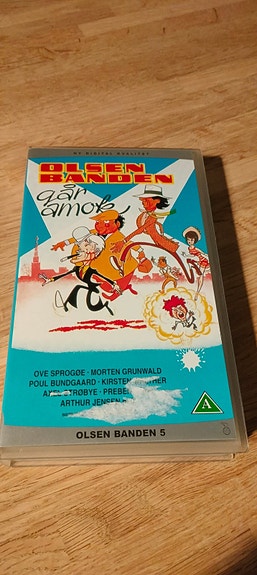 NY DIGITAL KVALITET
OLSEN
BANDEN
går
amok
OVE SPROGØE · MORTEN GRUNWALD
POUL BUNDGAARD · KIRSTEN
ARTHUR JENSEN
A
OLSEN BANDEN 5